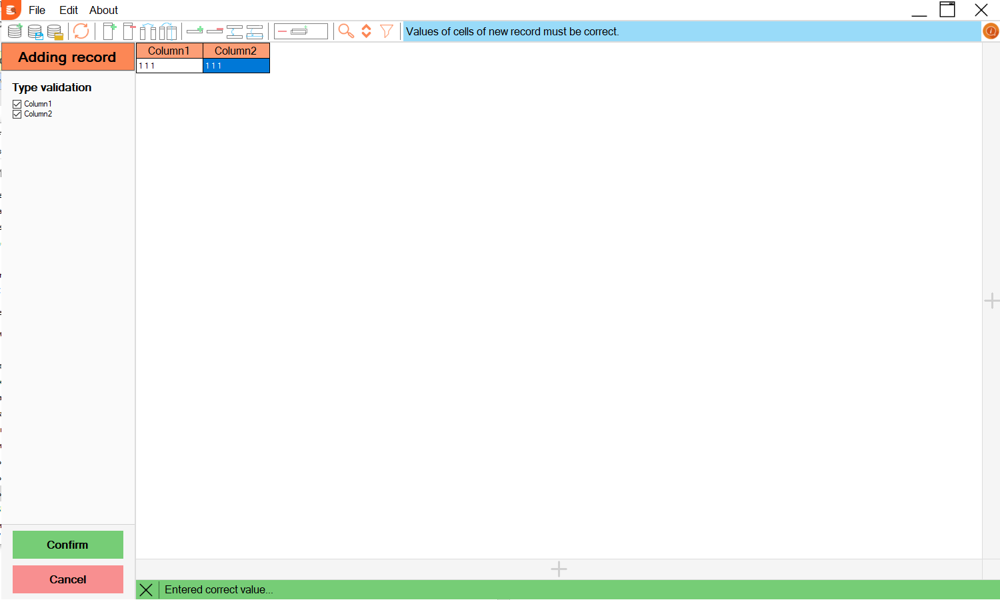 File Edit About
Values of cells of new record must be correct.
Adding record
Column1 Column2
111 111
Type validation
Column1
Column2
Confirm
Cancel
Entered correct value...